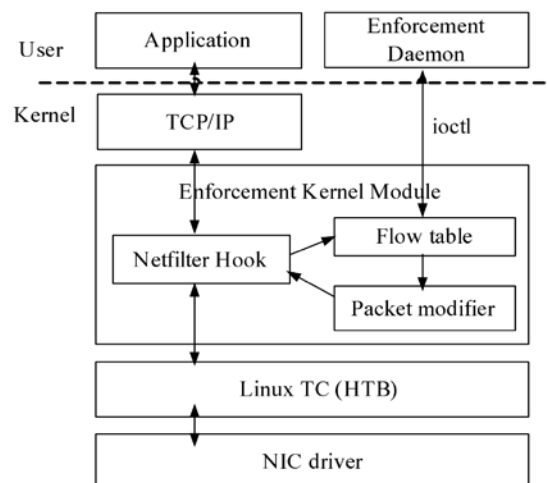 User
Application
Enforcement
Daemon
Kernel
TCP/IP
ioctl
Enforcement Kernel Module
Netfilter Hook
Flow table
Packet modifier
Linux TC (HTB)
NIC driver